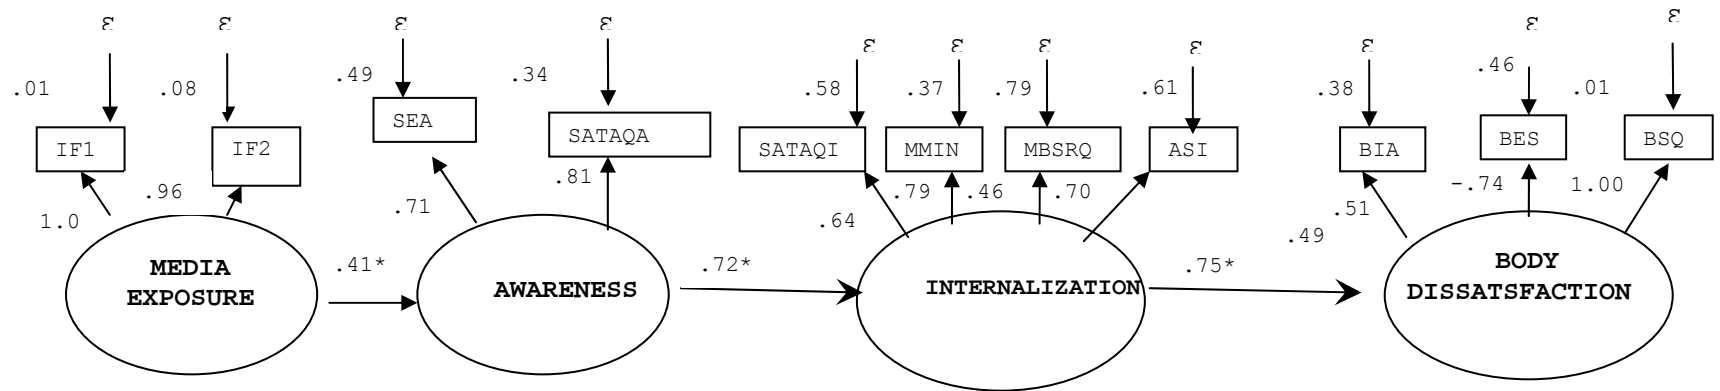 ε ε ε ε ε ε ε ε ε ε ε
.01 .08 .49 .34 .58 .37 .79 .61 .38 .46 .01
IF1 IF2 SEA SATAQA SATAQI MMIN MBSRQ ASI BIA BES BSQ
1.0 .96 .71 .81 .64 .79 .46 .70 .49 .51 -.74 1.00
MEDIA
EXPOSURE
.41*
AWARENESS
.72*
INTERNALIZATION
.75*
BODY
DISSATSFACTION